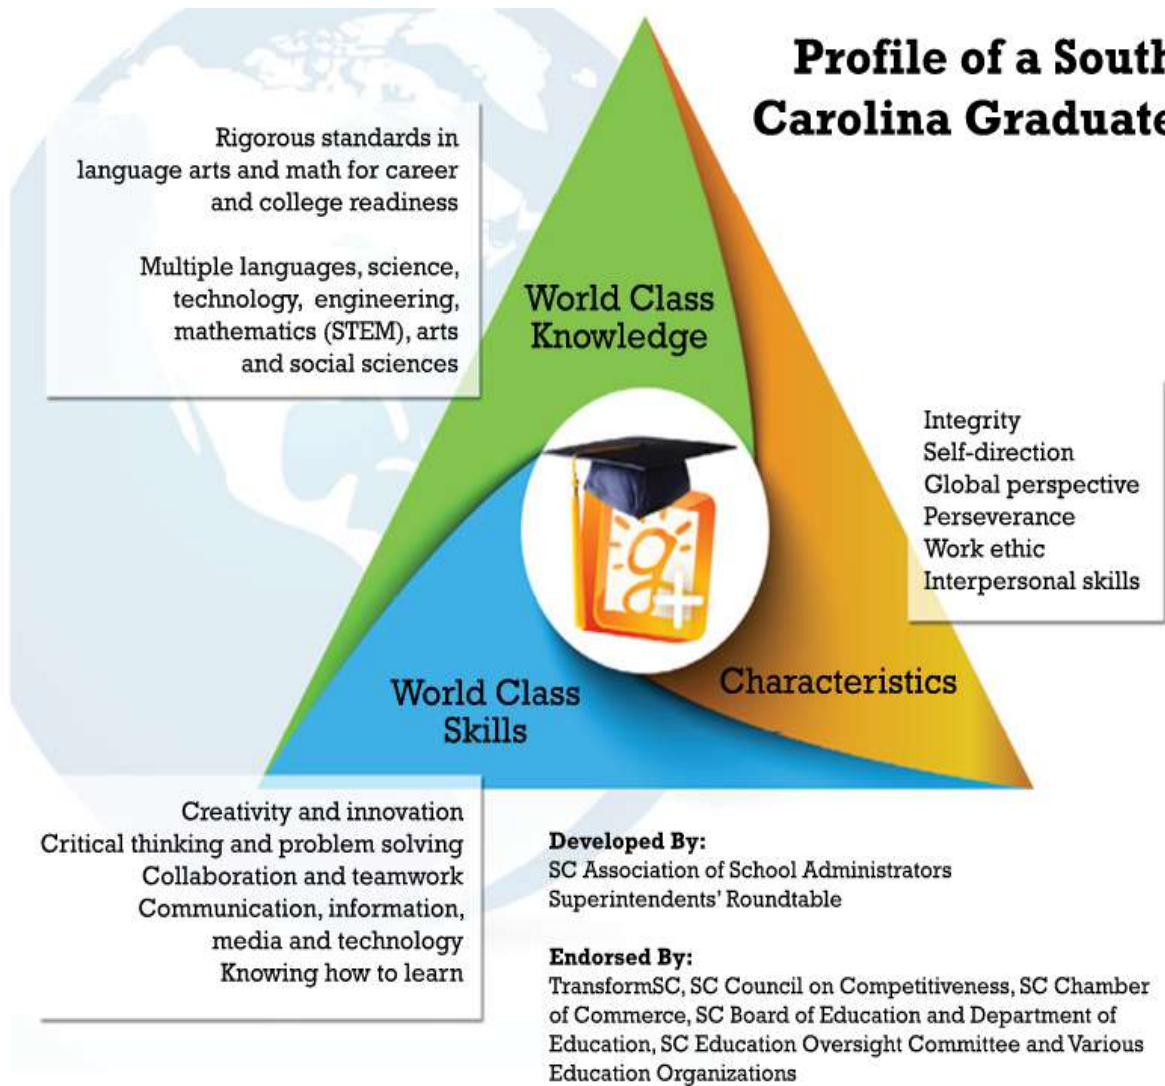 Profile of a South
Carolina Graduate
Rigorous standards in
language arts and math for career
and college readiness
Multiple languages, science,
technology, engineering,
mathematics (STEM), arts
and social sciences
World Class
Knowledge
Integrity
Self-direction
Global perspective
Perseverance
Work ethic
Interpersonal skills
g+
Characteristics
World Class
Skills
Creativity and innovation
Critical thinking and problem solving
Collaboration and teamwork
Communication, information,
media and technology
Knowing how to learn
Developed By:
SC Association of School Administrators
Superintendents' Roundtable
Endorsed By:
TransformSC, SC Council on Competitiveness, SC Chamber
of Commerce, SC Board of Education and Department of
Education, SC Education Oversight Committee and Various
Education Organizations